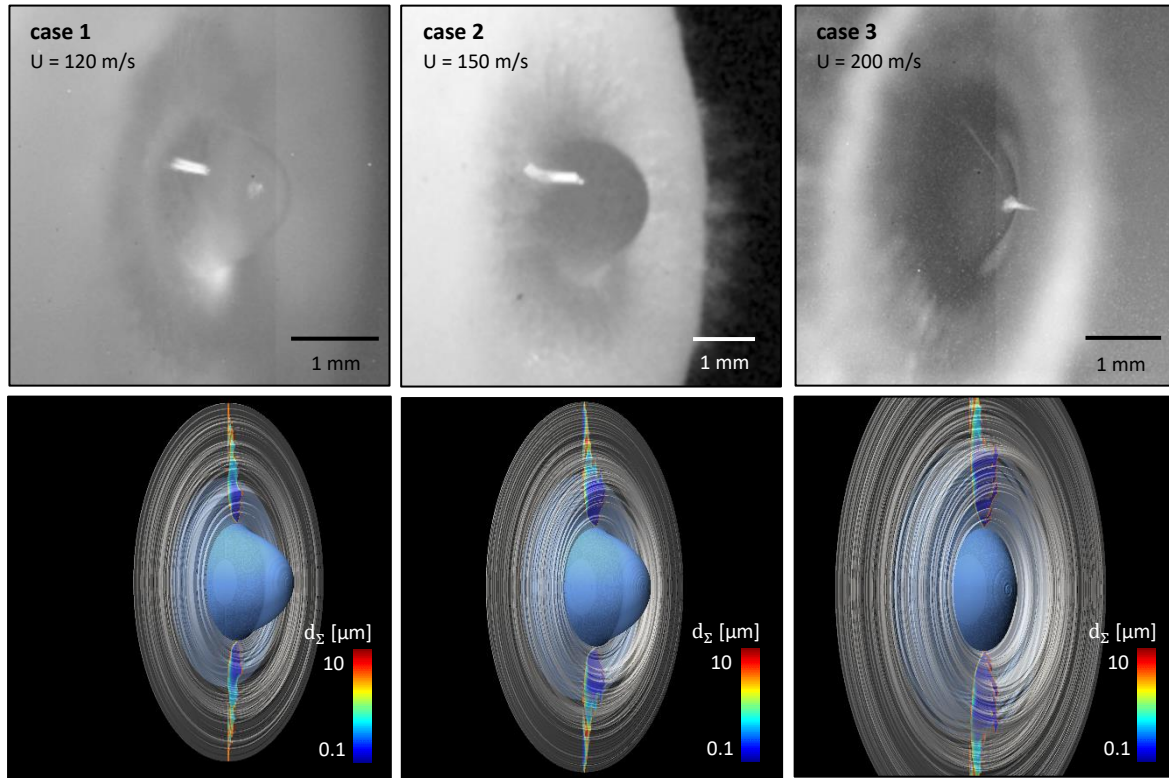 case 1
U = 120 m/s
1 mm
case 2
U = 150 m/s
1 mm
case 3
U = 200 m/s
1 mm
d_Σ [μm]
10
0.1
d_Σ [μm]
10
0.1
d_Σ [μm]
10
0.1